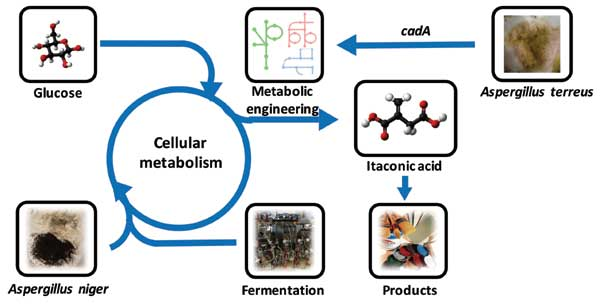 cadA
Glucose
Metabolic
engineering
Aspergillus terreus
Cellular
metabolism
Itaconic acid
Aspergillus niger
Fermentation
Products